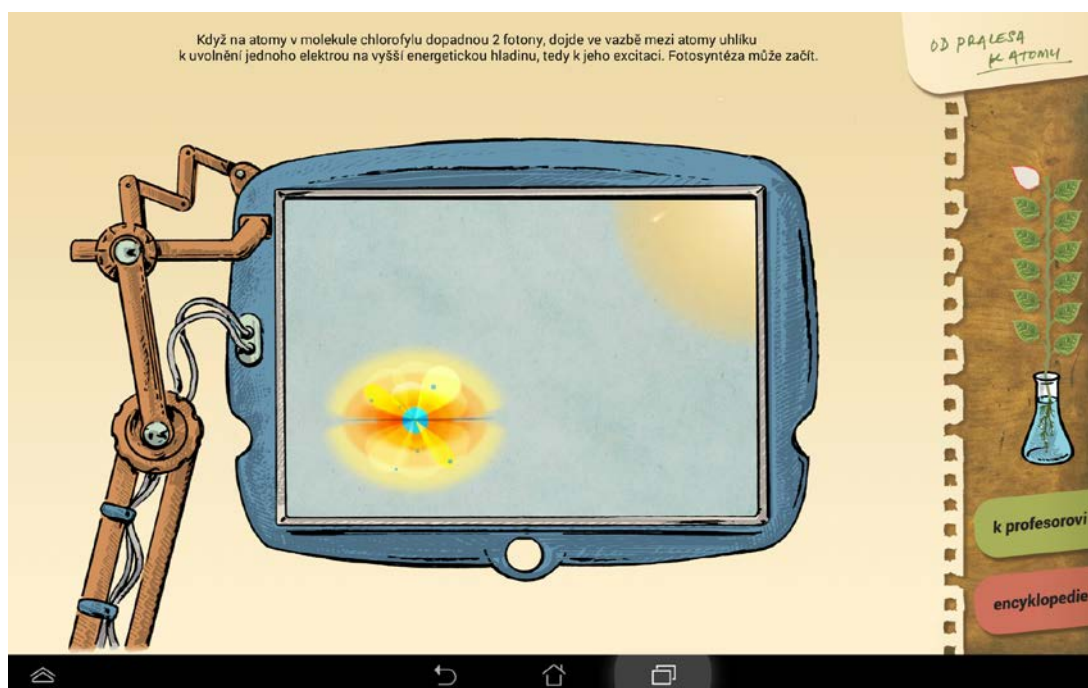 Když na atomy v molekule chlorofylu dopadnou 2 fotony, dojde ve vazbě mezi atomy uhlíku
k uvolnění jednoho elektrou na vyšší energetickou hladinu, tedy k jeho excitaci. Fotosyntéza může začít.
OD PRALESA
K ATOMU
k profesorovi
encyklopedie